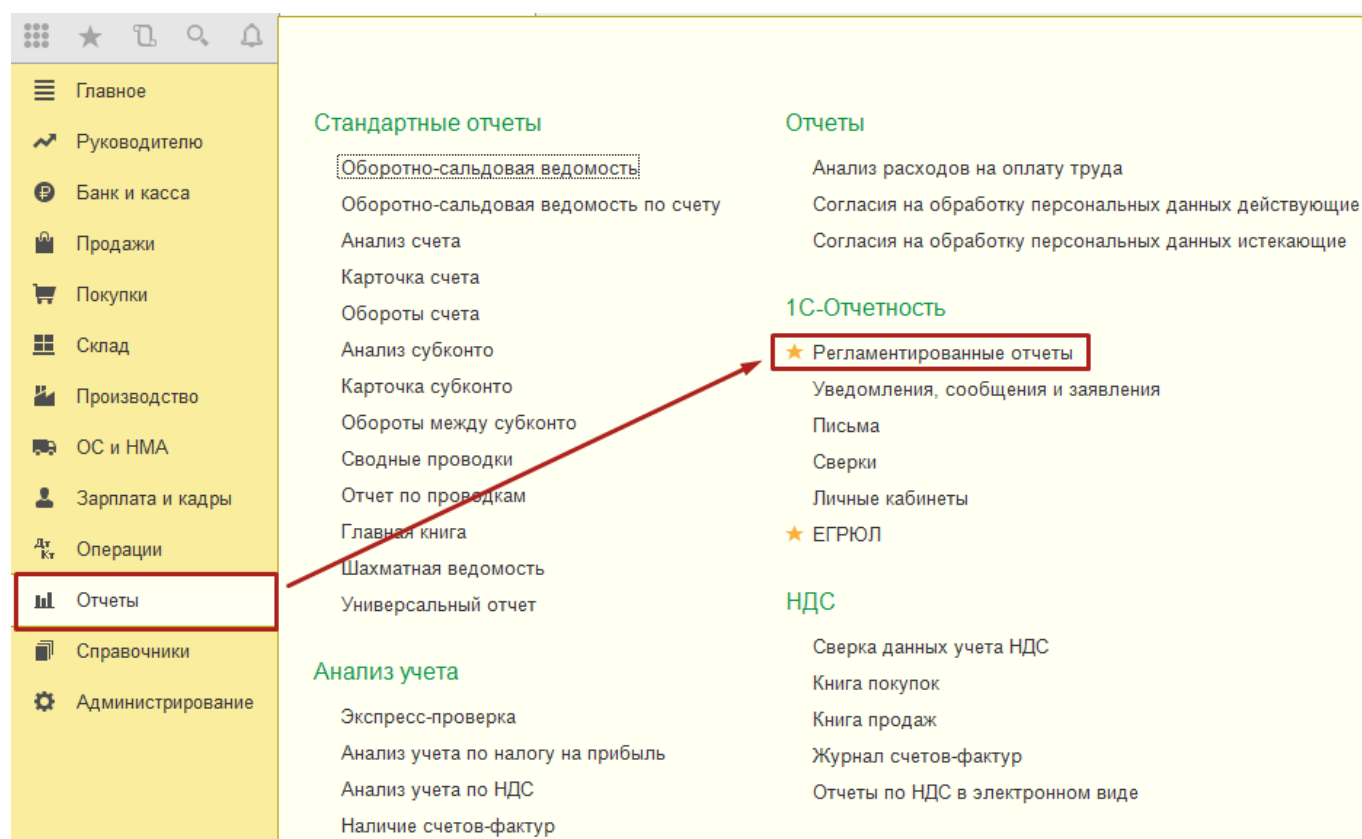 Главное
Руководителю
Банк и касса
Продажи
Покупки
Склад
Производство
ОС и НМА
Зарплата и кадры
Дт
Кт
Операции
Отчеты
Справочники
Администрирование
Стандартные отчеты
Оборотно-сальдовая ведомость
Оборотно-сальдовая ведомость по счету
Анализ счета
Карточка счета
Обороты счета
Анализ субконто
Карточка субконто
Обороты между субконто
Сводные проводки
Отчет по проводкам
Главная книга
Шахматная ведомость
Универсальный отчет
Анализ учета
Экспресс-проверка
Анализ учета по налогу на прибыль
Анализ учета по НДС
Наличие счетов-фактур
Отчеты
Анализ расходов на оплату труда
Согласия на обработку персональных данных действующие
Согласия на обработку персональных данных истекающие
1С-Отчетность
Регламентированные отчеты
Уведомления, сообщения и заявления
Письма
Сверки
Личные кабинеты
ЕГРЮЛ
НДС
Сверка данных учета НДС
Книга покупок
Книга продаж
Журнал счетов-фактур
Отчеты по НДС в электронном виде